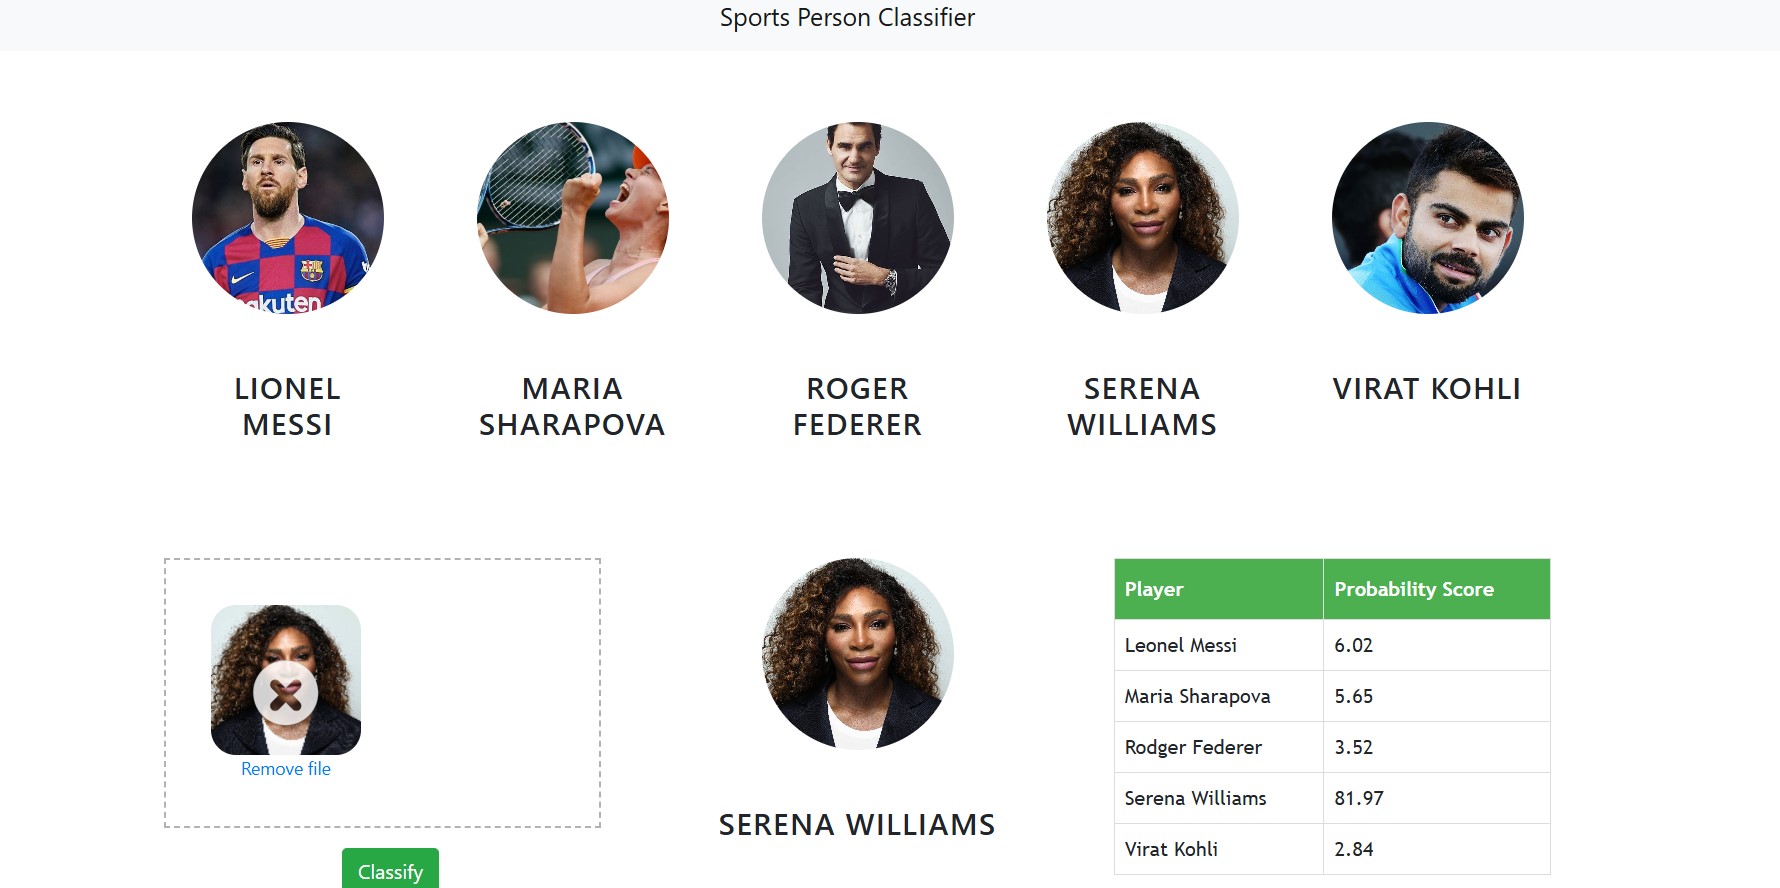 Sports Person Classifier
akuten
LIONEL
MESSI
MARIA
SHARAPOVA
ROGER
FEDERER
SERENA
WILLIAMS
VIRAT KOHLI
Remove file
Classify
SERENA WILLIAMS
Player Probability Score
Leonel Messi 6.02
Maria Sharapova 5.65
Rodger Federer 3.52
Serena Williams 81.97
Virat Kohli 2.84